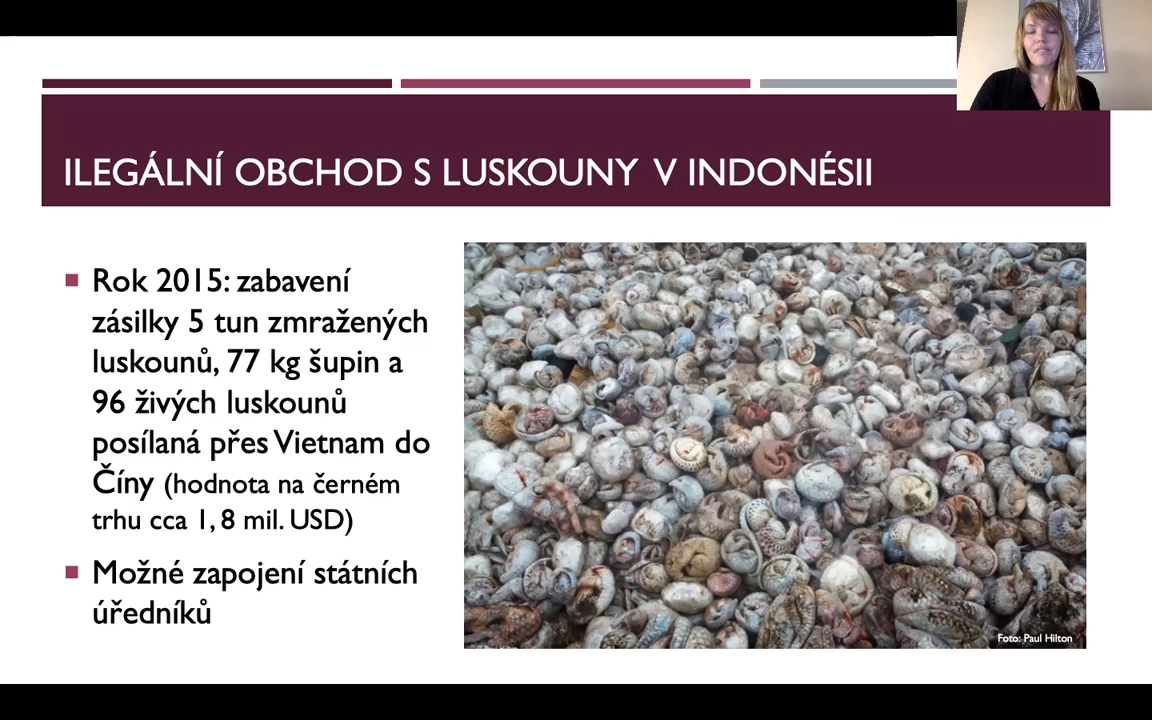 ILEGÁLNÍ OBCHOD S LUSKOUNY V INDONÉSII
Rok 2015: zabavení
zásilky 5 tun zmražených
luskounů, 77 kg šupin a
96 živých luskounů
posílaná přes Vietnam do
Číny (hodnota na černém
trhu cca 1, 8 mil. USD)
Možné zapojení státních
úředníků
Foto: Paul Hilton